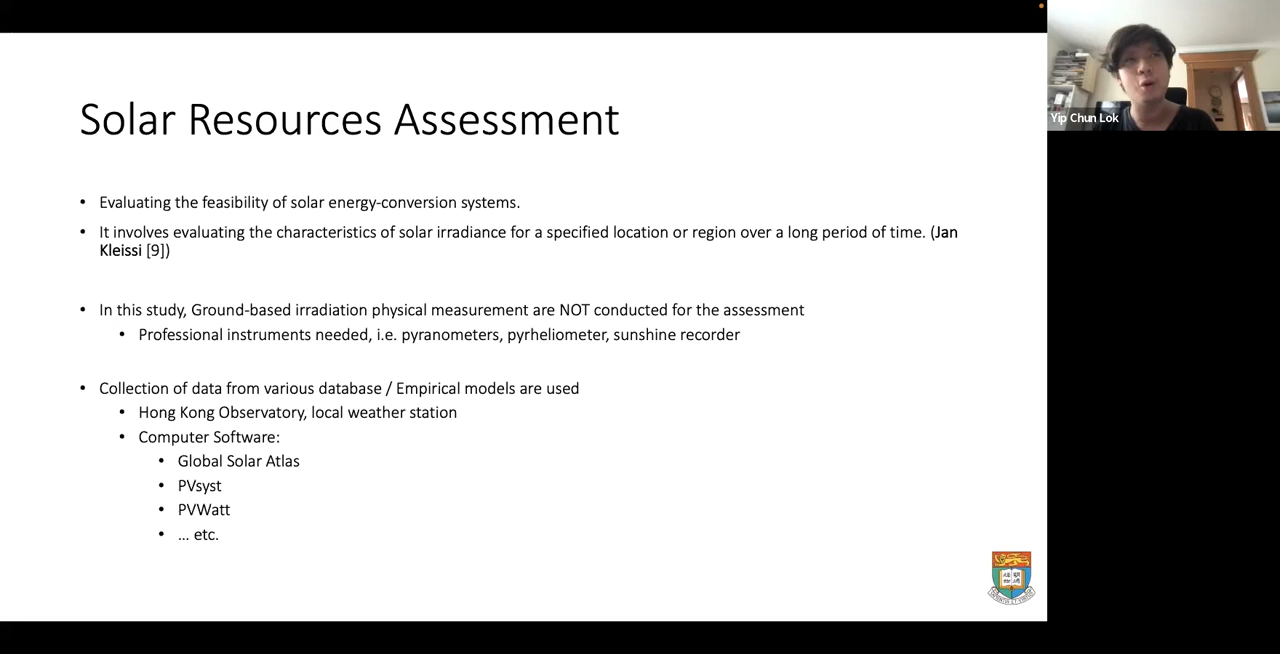 Solar Resources Assessment
• Evaluating the feasibility of solar energy-conversion systems.
• It involves evaluating the characteristics of solar irradiance for a specified location or region over a long period of time. (Jan
Kleissi [9])
• In this study, Ground-based irradiation physical measurement are NOT conducted for the assessment
• Professional instruments needed, i.e. pyranometers, pyrheliometer, sunshine recorder
• Collection of data from various database / Empirical models are used
• Hong Kong Observatory, local weather station
• Computer Software:
• Global Solar Atlas
• PVsyst
• PVWatt
• ... etc.
Yip Chun Lok